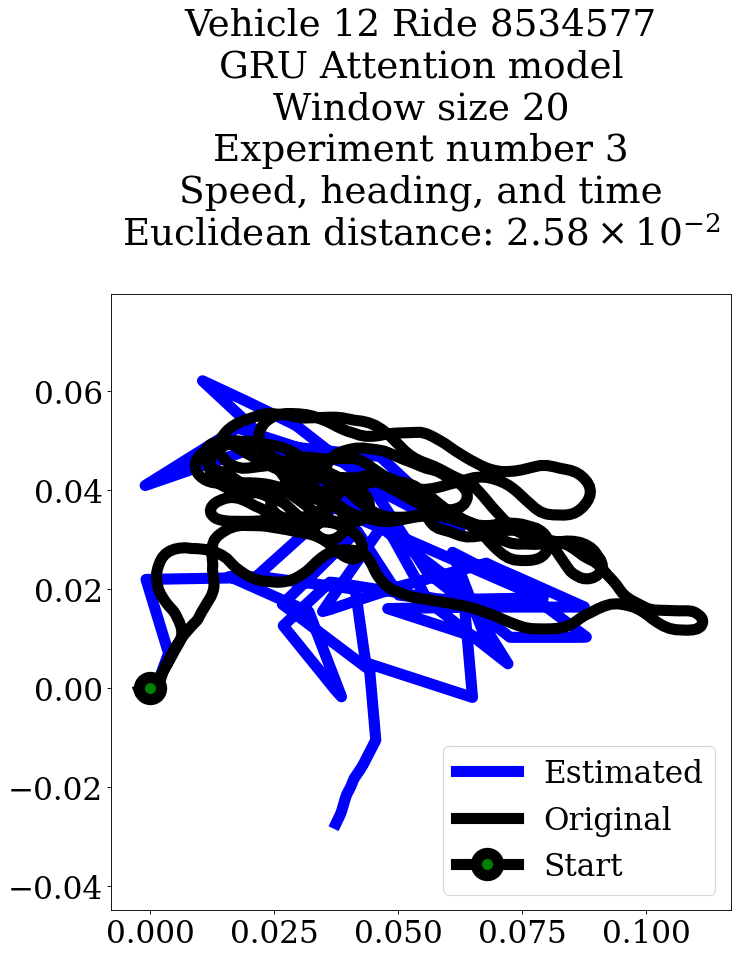 Vehicle 12 Ride 8534577
GRU Attention model
Window size 20
Experiment number 3
Speed, heading, and time
Euclidean distance: 2.58 × 10⁻²
0.06
0.04
0.02
0.00
−0.02
−0.04
Estimated
Original
Start
0.000 0.025 0.050 0.075 0.100